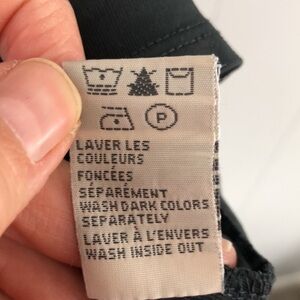 P
LAVER LES
COULEURS
FONCÉES
SÉPARÉMENT
WASH DARK COLORS
SEPARATELY
LAVER À L'ENVERS
WASH INSIDE OUT